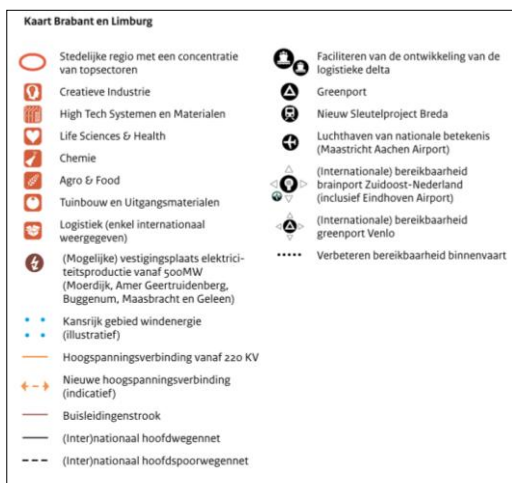 Kaart Brabant en Limburg
Stedelijke regio met een concentratie
van topsectoren
Creatieve Industrie
High Tech Systemen en Materialen
Life Sciences & Health
Chemie
Agro & Food
Tuinbouw en Uitgangsmaterialen
Logistiek (enkel internationaal
weergegeven)
(Mogelijke) vestigingsplaats elektrici-
teitsproductie vanaf 500MW
(Moerdijk, Amer Geertruidenberg,
Buggenum, Maasbracht en Geleen)
Kansrijk gebied windenergie
(illustratief)
Hoogspanningsverbinding vanaf 220 KV
Nieuwe hoogspanningsverbinding
(indicatief)
Buisleidingenstrook
(Inter)nationaal hoofdwegennet
(Inter)nationaal hoofdspoorwegennet
Faciliteren van de ontwikkeling van de
logistieke delta
Greenport
Nieuw Sleutelproject Breda
Luchthaven van nationale betekenis
(Maastricht Aachen Airport)
(Internationale) bereikbaarheid
brainport Zuidoost-Nederland
(inclusief Eindhoven Airport)
(Internationale) bereikbaarheid
greenport Venlo
Verbeteren bereikbaarheid binnenvaart